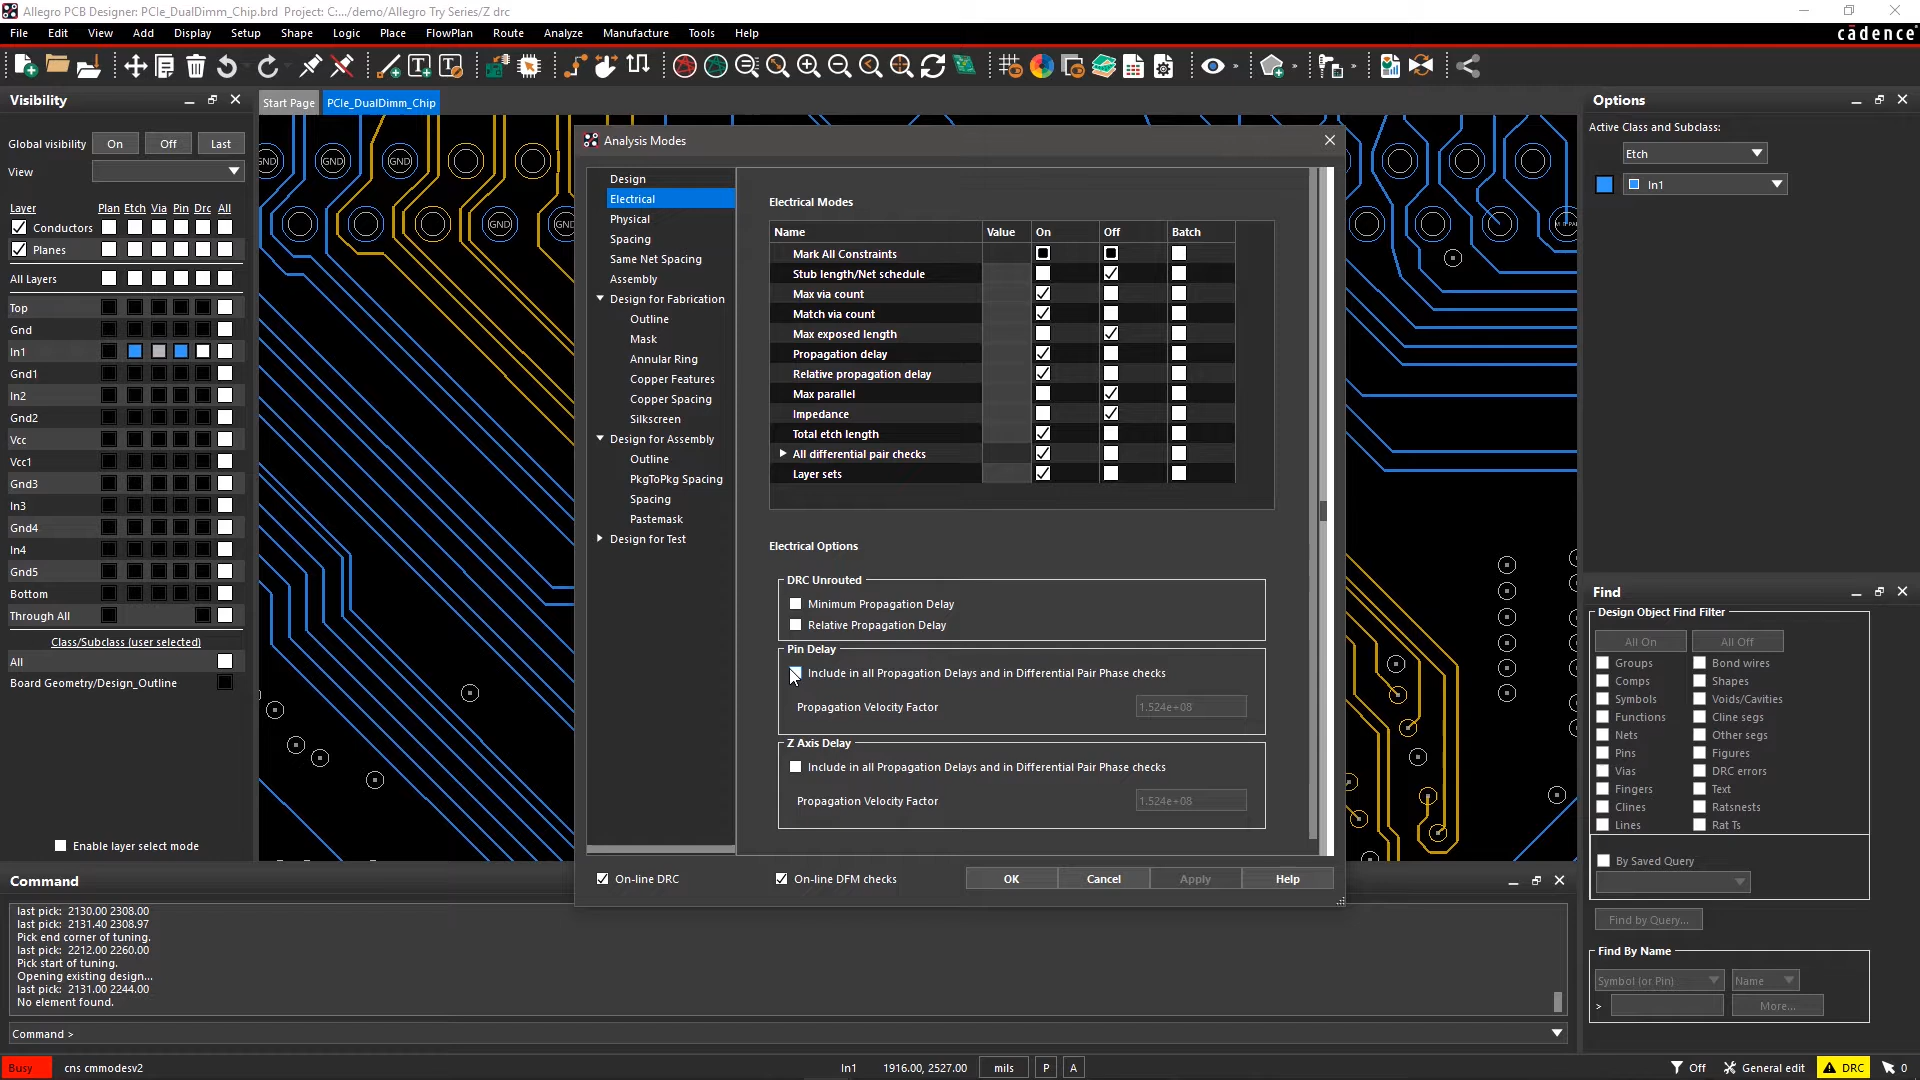 Allegro PCB Designer: PCIe_DualDimm_Chip.brd  Project: C:.../demo/Allegro Try Series/Z drc
File Edit View Add Display Setup Shape Logic Place FlowPlan Route Analyze Manufacture Tools Help
cādence
Visibility
Global visibility On Off Last
View
Layer Plan Etch Via Pin Drc All
Conductors
Planes
All Layers
Top
Gnd
In1
Gnd1
In2
Gnd2
Vcc
Vcc1
Gnd3
In3
Gnd4
In4
Gnd5
Bottom
Through All
Class/Subclass (user selected)
All
Board Geometry/Design_Outline
Enable layer select mode
Start Page PCIe_DualDimm_Chip
GND GND GND
GND GND
Analysis Modes
Design
Electrical
Physical
Spacing
Same Net Spacing
Assembly
Design for Fabrication
Outline
Mask
Annular Ring
Copper Features
Copper Spacing
Silkscreen
Design for Assembly
Outline
PkgToPkg Spacing
Spacing
Pastemask
Design for Test
Electrical Modes
Name Value On Off Batch
Mark All Constraints
Stub length/Net schedule
Max via count
Match via count
Max exposed length
Propagation delay
Relative propagation delay
Max parallel
Impedance
Total etch length
All differential pair checks
Layer sets
Electrical Options
DRC Unrouted
Minimum Propagation Delay
Relative Propagation Delay
Pin Delay
Include in all Propagation Delays and in Differential Pair Phase checks
Propagation Velocity Factor 1.524e+08
Z Axis Delay
Include in all Propagation Delays and in Differential Pair Phase checks
Propagation Velocity Factor 1.524e+08
On-line DRC On-line DFM checks OK Cancel Apply Help
Options
Active Class and Subclass:
Etch
In1
Find
Design Object Find Filter
All On All Off
Groups Bond wires
Comps Shapes
Symbols Voids/Cavities
Functions Cline segs
Nets Other segs
Pins Figures
Vias DRC errors
Fingers Text
Clines Ratsnests
Lines Rat Ts
By Saved Query
Find by Query...
Find By Name
Symbol (or Pin) Name
> More...
Command
last pick:  2130.00 2308.00
last pick:  2131.40 2308.97
Pick end corner of tuning.
last pick:  2212.00 2260.00
Pick start of tuning.
Opening existing design...
last pick:  2131.00 2244.00
No element found.
Command >
Busy cns cmmodesv2 In1 1916.00, 2527.00 mils P A Off General edit DRC 0